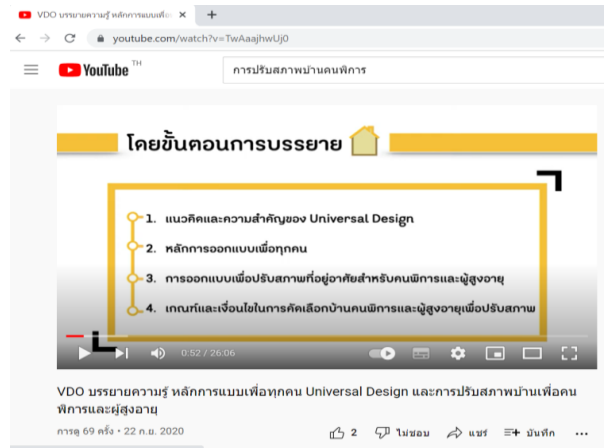 VDO บรรยายความรู้ หลักการแบบเพื่อ
youtube.com/watch?v=TwAaajhwUj0
YouTube TH
การปรับสภาพบ้านคนพิการ
โดยขั้นตอนการบรรยาย
1. แนวคิดและความสำคัญของ Universal Design
2. หลักการออกแบบเพื่อทุกคน
3. การออกแบบเพื่อปรับสภาพที่อยู่อาศัยสำหรับคนพิการและผู้สูงอายุ
4. เกณฑ์และเงื่อนไขในการคัดเลือกบ้านคนพิการและผู้สูงอายุเพื่อปรับสภาพ
0:52 / 26:06
VDO บรรยายความรู้ หลักการแบบเพื่อทุกคน Universal Design และการปรับสภาพบ้านเพื่อคน
พิการและผู้สูงอายุ
การดู 69 ครั้ง • 22 ก.ย. 2020
2 ไม่ชอบ แชร์ บันทึก